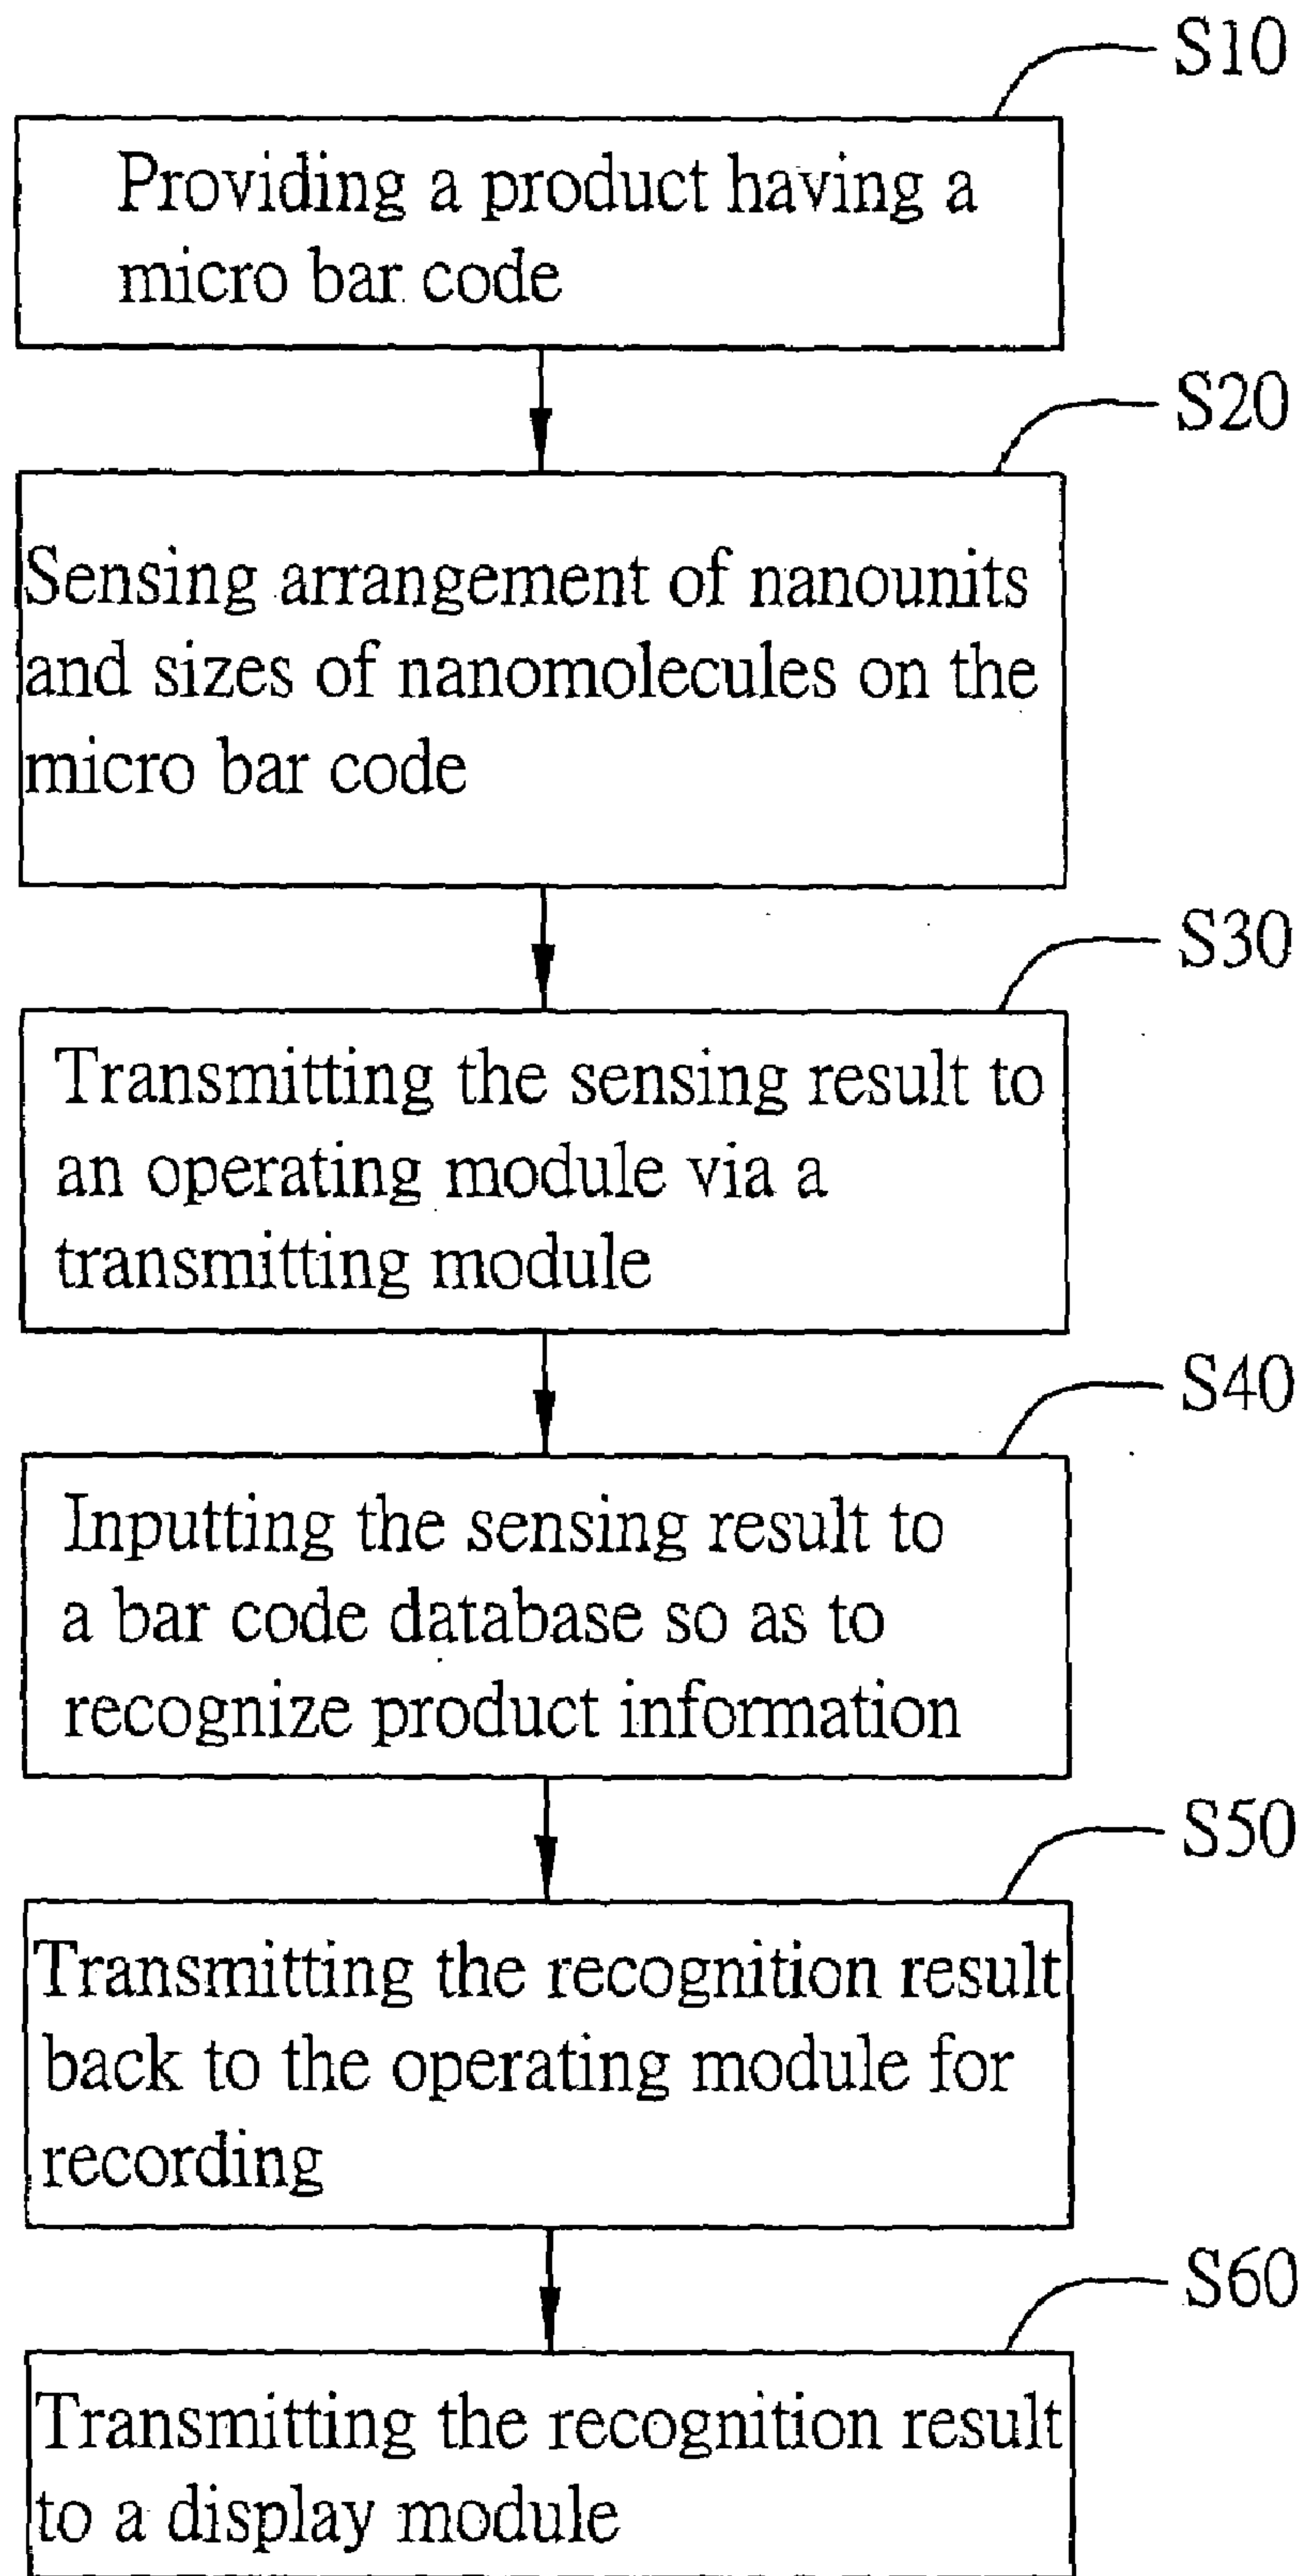 S10
Providing a product having a
micro bar code
S20
Sensing arrangement of nanounits
and sizes of nanomolecules on the
micro bar code
S30
Transmitting the sensing result to
an operating module via a
transmitting module
S40
Inputting the sensing result to
a bar code database so as to
recognize product information
S50
Transmitting the recognition result
back to the operating module for
recording
S60
Transmitting the recognition result
to a display module